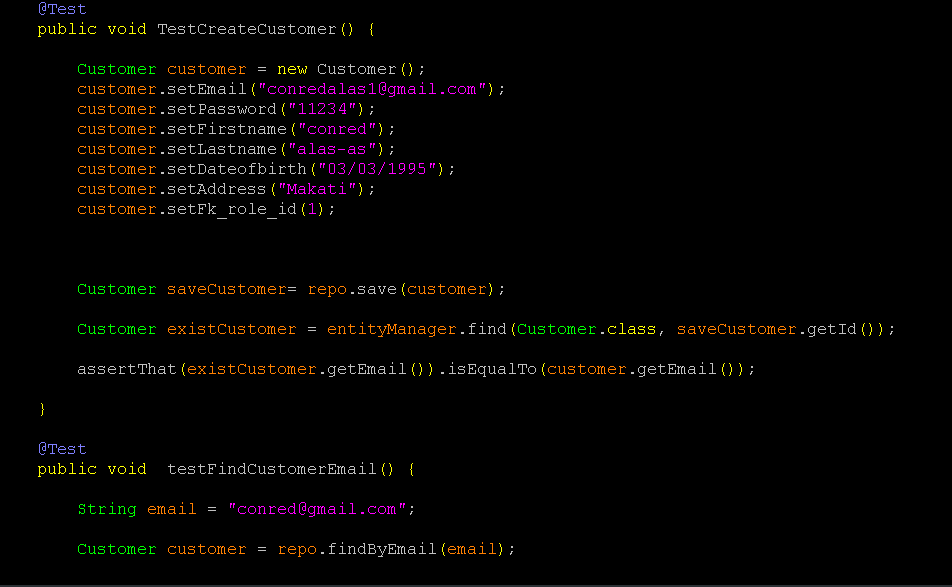 @Test
public void TestCreateCustomer() {
Customer customer = new Customer();
customer.setEmail("conredalas1@gmail.com");
customer.setPassword("11234");
customer.setFirstname("conred");
customer.setLastname("alas-as");
customer.setDateofbirth("03/03/1995");
customer.setAddress("Makati");
customer.setFk_role_id(1);
Customer saveCustomer= repo.save(customer);
Customer existCustomer = entityManager.find(Customer.class, saveCustomer.getId());
assertThat(existCustomer.getEmail()).isEqualTo(customer.getEmail());
}
@Test
public void  testFindCustomerEmail() {
String email = "conred@gmail.com";
Customer customer = repo.findByEmail(email);